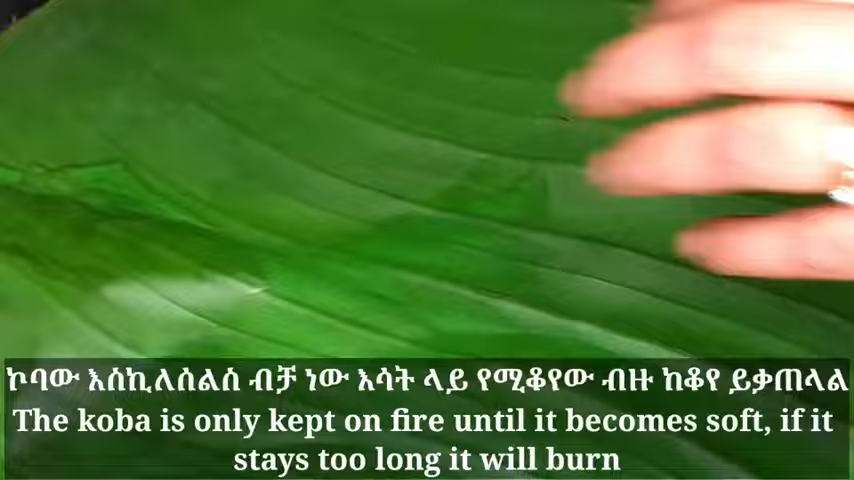 ኮባው እስኪለሰልስ ብቻ ነው እሳት ላይ የሚቆየው ብዙ ከቆየ ይቃጠላል
The koba is only kept on fire until it becomes soft, if it
stays too long it will burn